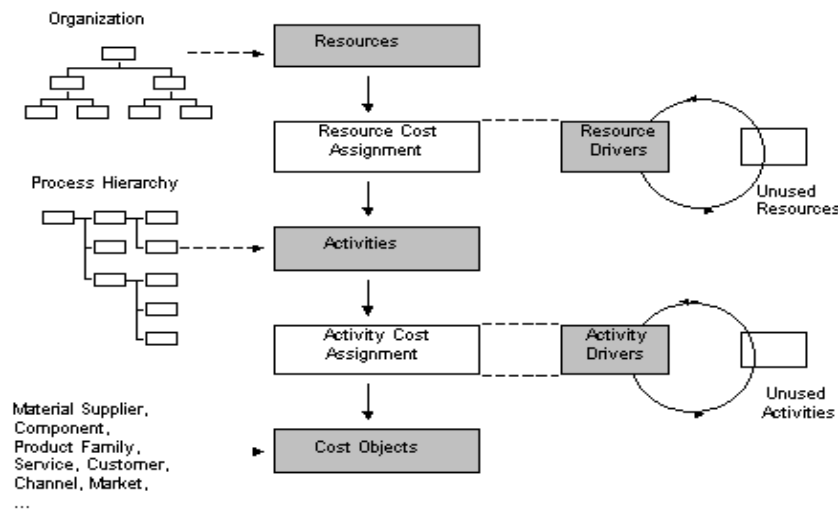 Organization
Resources
Resource Cost
Assignment
Resource
Drivers
Unused
Resources
Process Hierarchy
Activities
Activity Cost
Assignment
Activity
Drivers
Unused
Activities
Material Supplier,
Component,
Product Family,
Service, Customer,
Channel, Market,
...
Cost Objects